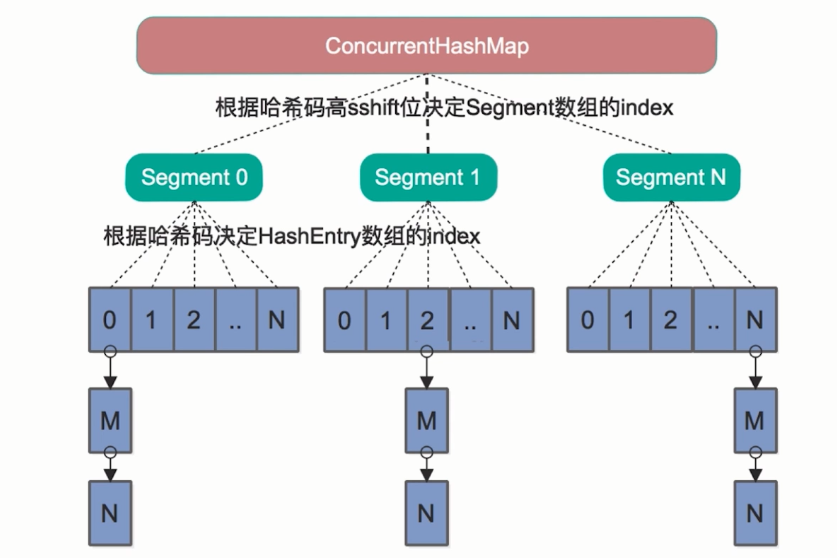 ConcurrentHashMap
根据哈希码高sshift位决定Segment数组的index
Segment 0
Segment 1
Segment N
根据哈希码决定HashEntry数组的index
0 1 2 .. N
0 1 2 .. N
0 1 2 .. N
M
M
M
N
N
N